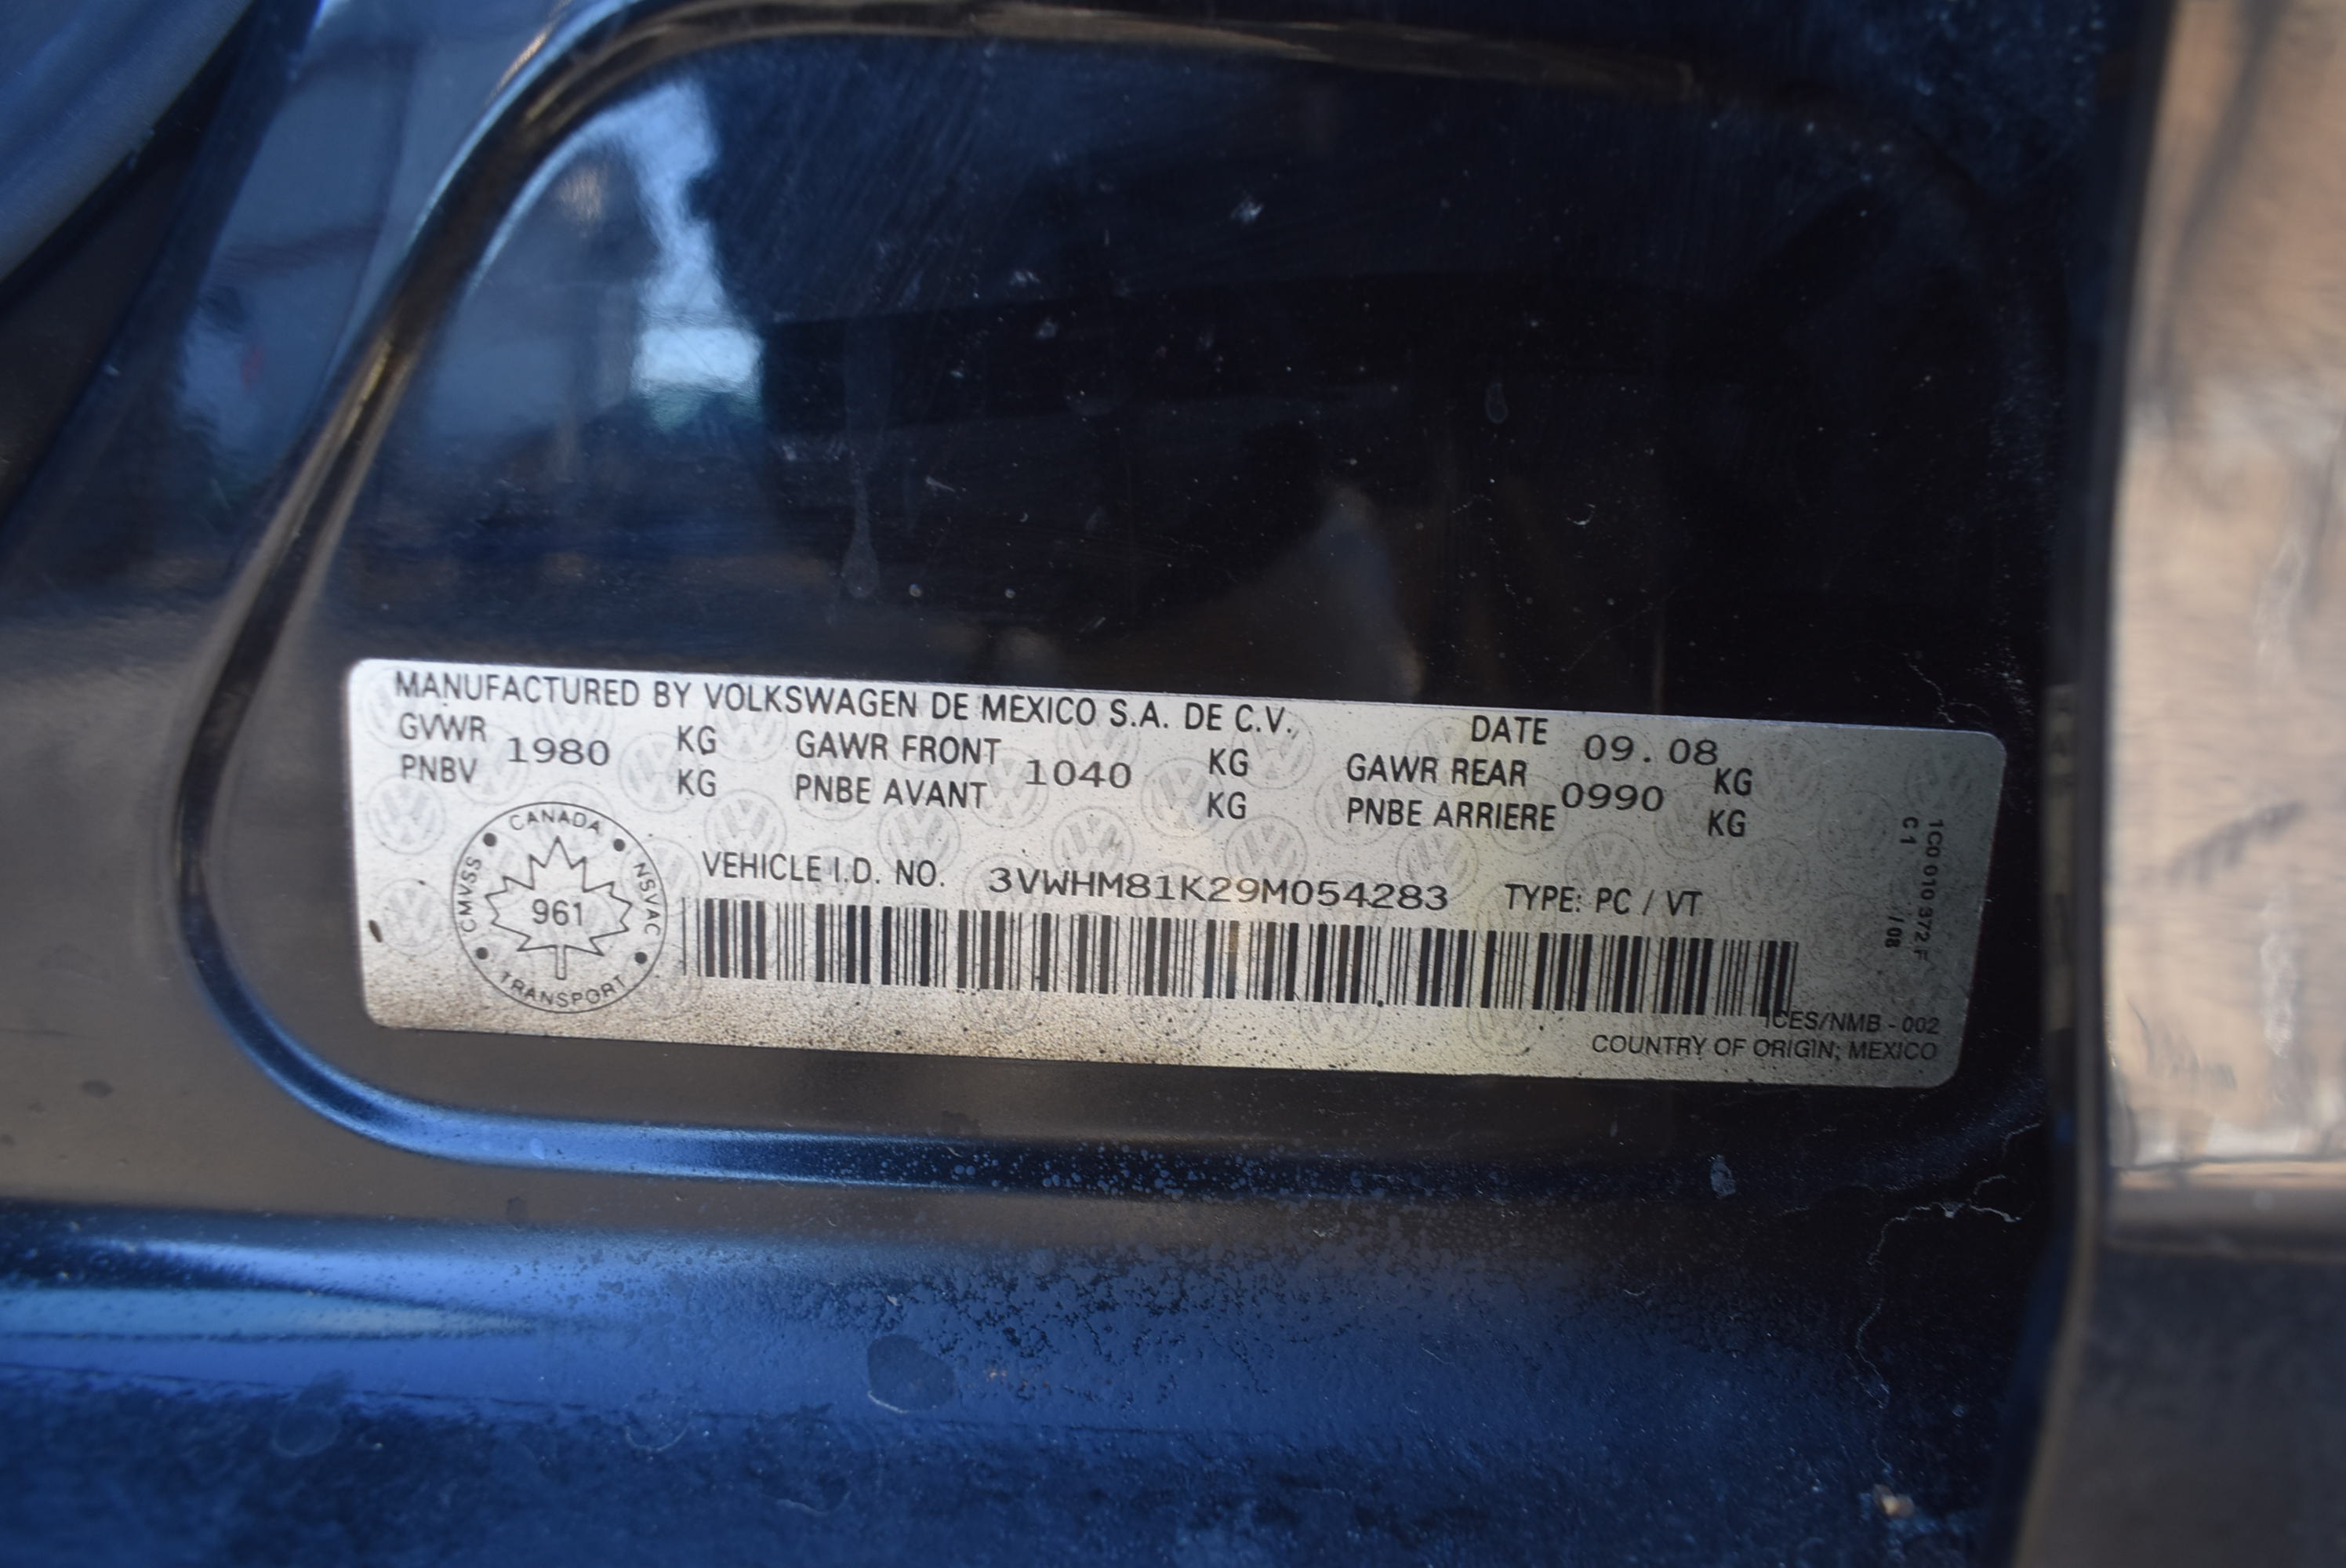 MANUFACTURED BY VOLKSWAGEN DE MEXICO S.A. DE C.V. DATE 09.08
GVWR 1980 KG GAWR FRONT 1040 KG GAWR REAR 0990 KG
PNBV KG PNBE AVANT KG PNBE ARRIERE KG
CANADA
CMVSS 961 NSVAC
TRANSPORT
VEHICLE I.D. NO. 3VWHM81K29M054283 TYPE: PC / VT
1C0 010 372 F
C 1 / 08
ICES/NMB - 002
COUNTRY OF ORIGIN; MEXICO